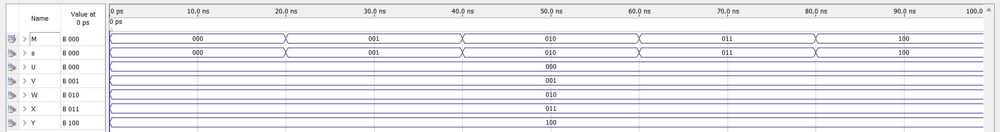 0 ps 10.0 ns 20.0 ns 30.0 ns 40.0 ns 50.0 ns 60.0 ns 70.0 ns 80.0 ns 90.0 ns 100.0
Name Value at 0 ps
0 ps
out > M B 000 000 001 010 011 100
in > s B 000 000 001 010 011 100
in > U B 000 000
in > V B 001 001
in > W B 010 010
in > X B 011 011
in > Y B 100 100